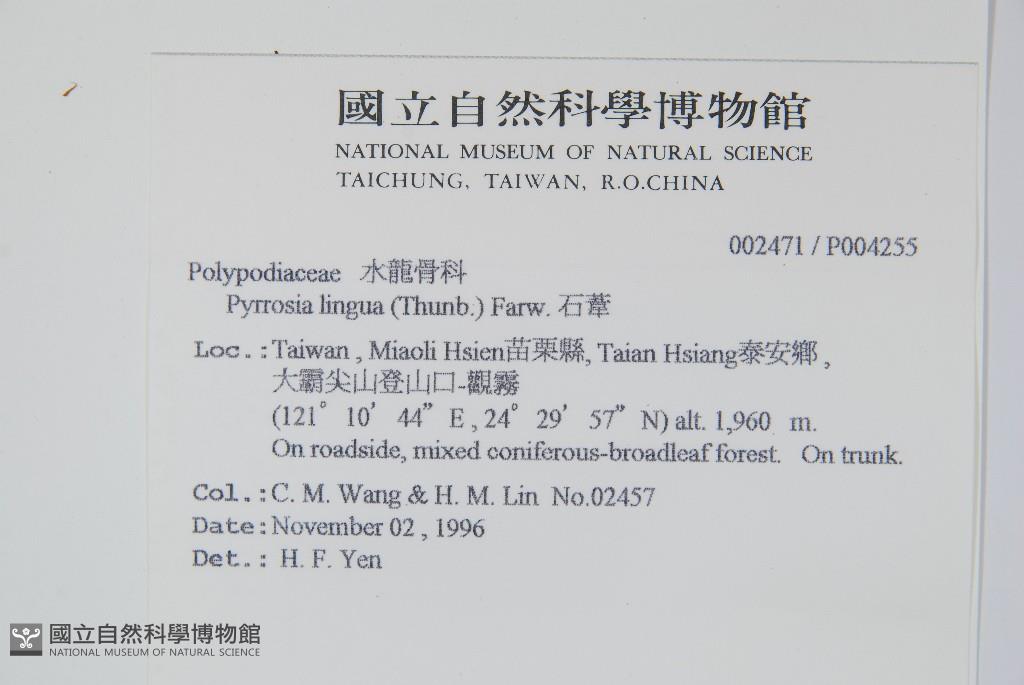 國立自然科學博物館
NATIONAL MUSEUM OF NATURAL SCIENCE
TAICHUNG, TAIWAN, R.O.CHINA
002471 / P004255
Polypodiaceae 水龍骨科
Pyrrosia lingua (Thunb.) Farw. 石葦
Loc.:Taiwan , Miaoli Hsien苗栗縣, Taian Hsiang泰安鄉 ,
大霸尖山登山口-觀霧
(121° 10′ 44” E , 24° 29′ 57” N) alt. 1,960 m.
On roadside, mixed coniferous-broadleaf forest. On trunk.
Col.:C. M. Wang & H. M. Lin No.02457
Date:November 02 , 1996
Det.: H. F. Yen
國立自然科學博物館
NATIONAL MUSEUM OF NATURAL SCIENCE